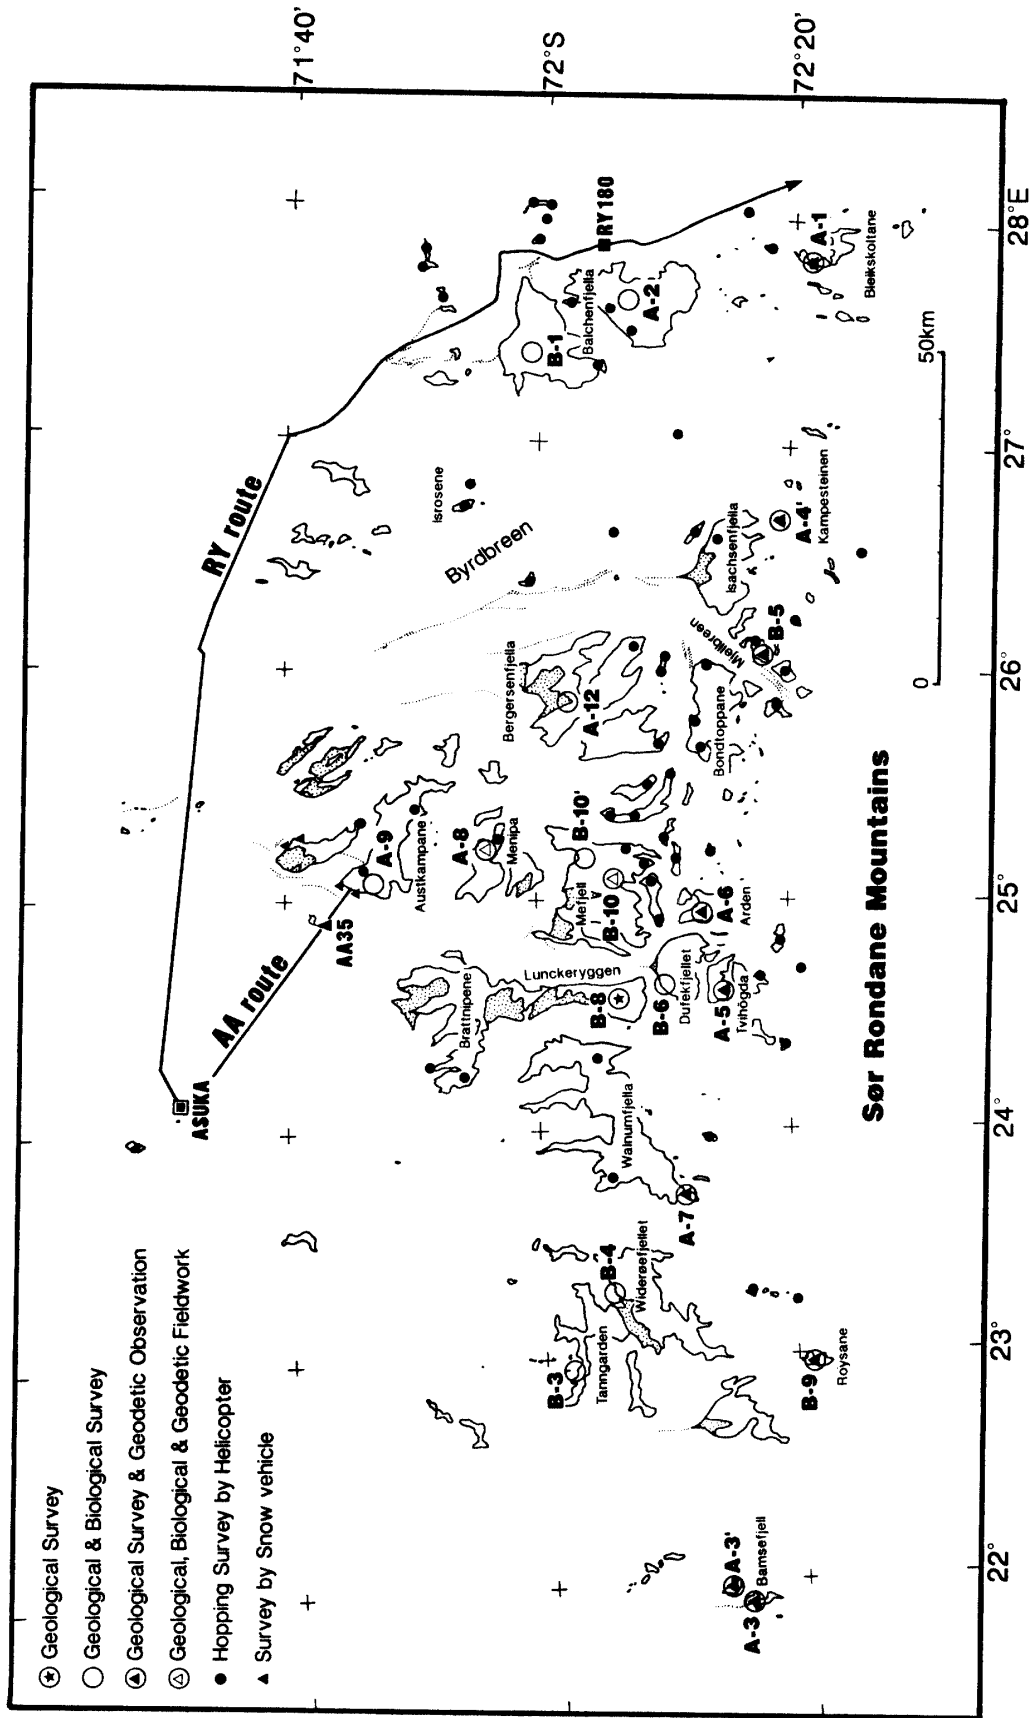 Geological Survey
Geological & Biological Survey
Geological Survey & Geodetic Observation
Geological, Biological & Geodetic Fieldwork
Hopping Survey by Helicopter
Survey by Snow vehicle
71°40'
72°S
72°20'
22°
23°
24°
25°
26°
27°
28°E
ASUKA
AA route
AA35
RY route
RY180
Byrdbreen
Isrosene
Balchenfjella
B-1
A-2
A-1
Bleikskoltane
A-4'
Kampesteinen
Isachsenfjella
Mjellbreen
B-5
Bergersenfjella
A-12
Bondtoppane
A-9
Austkampane
A-8
Menipa
B-10'
B-10
Mefjell
A-6
Arden
Brattnipene
Lunckeryggen
B-8
B-6
Dufrekfjellet
A-5
Tvihögda
Walnumfjella
A-7
B-4
Widerøefjellet
B-3
Tanngarden
B-9
Roysane
A-3'
A-3
Bamsefjell
0
50km
Sør Rondane Mountains